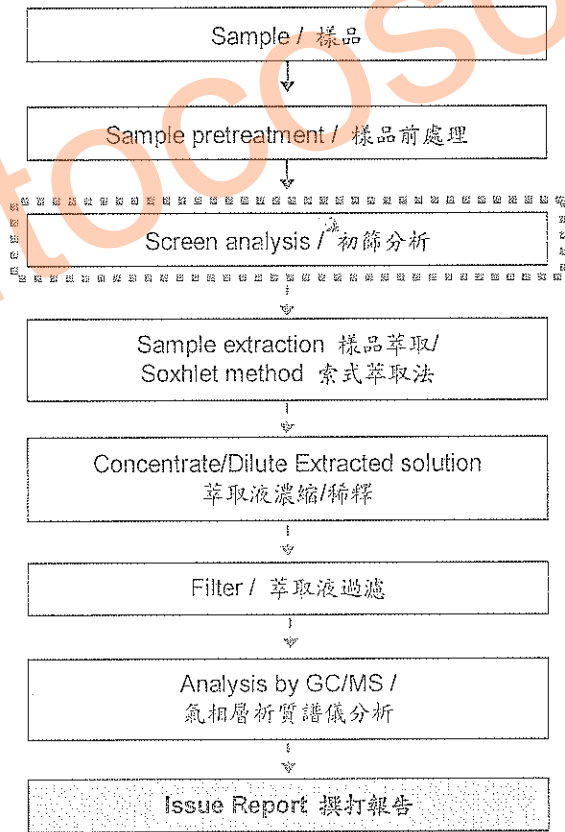 Sample / 樣品
Sample pretreatment / 樣品前處理
Screen analysis / 初篩分析
Sample extraction 樣品萃取/
Soxhlet method 索式萃取法
Concentrate/Dilute Extracted solution
萃取液濃縮/稀釋
Filter / 萃取液過濾
Analysis by GC/MS /
氣相層析質譜儀分析
Issue Report 撰打報告